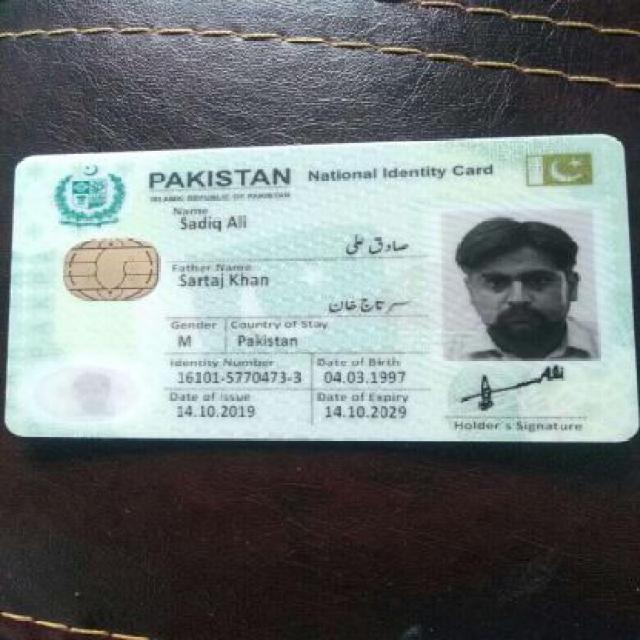 PAKISTAN National Identity Card
ISLAMIC REPUBLIC OF PAKISTAN
Name
Sadiq Ali
صادق علی
Father Name
Sartaj Khan
سرتاج خان
Gender Country of Stay
M Pakistan
Identity Number Date of Birth
16101-5770473-3 04.03.1997
Date of Issue Date of Expiry
14.10.2019 14.10.2029
Holder's Signature